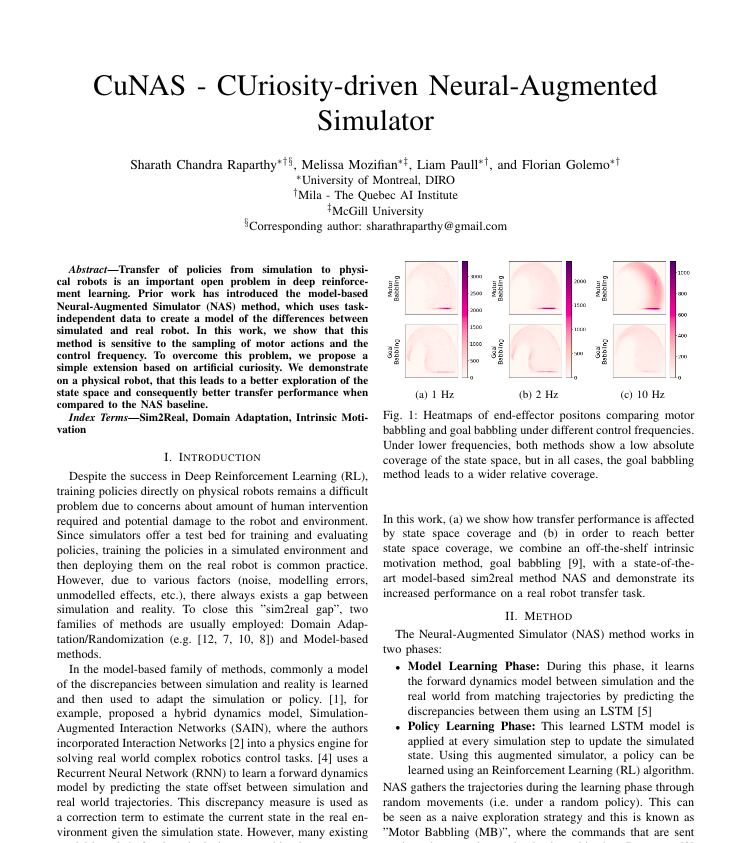 CuNAS - CUriosity-driven Neural-Augmented
Simulator
Sharath Chandra Raparthy∗†§, Melissa Mozifian∗‡, Liam Paull∗†, and Florian Golemo∗†
∗University of Montreal, DIRO
†Mila - The Quebec AI Institute
‡McGill University
§Corresponding author: sharathraparthy@gmail.com
Abstract—Transfer of policies from simulation to physi-
cal robots is an important open problem in deep reinforce-
ment learning. Prior work has introduced the model-based
Neural-Augmented Simulator (NAS) method, which uses task-
independent data to create a model of the differences between
simulated and real robot. In this work, we show that this
method is sensitive to the sampling of motor actions and the
control frequency. To overcome this problem, we propose a
simple extension based on artificial curiosity. We demonstrate
on a physical robot, that this leads to a better exploration of the
state space and consequently better transfer performance when
compared to the NAS baseline.
Index Terms—Sim2Real, Domain Adaptation, Intrinsic Moti-
vation
I. Introduction
Despite the success in Deep Reinforcement Learning (RL),
training policies directly on physical robots remains a difficult
problem due to concerns about amount of human intervention
required and potential damage to the robot and environment.
Since simulators offer a test bed for training and evaluating
policies, training the policies in a simulated environment and
then deploying them on the real robot is common practice.
However, due to various factors (noise, modelling errors,
unmodelled effects, etc.), there always exists a gap between
simulation and reality. To close this ”sim2real gap”, two
families of methods are usually employed: Domain Adap-
tation/Randomization (e.g. [12, 7, 10, 8]) and Model-based
methods.
In the model-based family of methods, commonly a model
of the discrepancies between simulation and reality is learned
and then used to adapt the simulation or policy. [1], for
example, proposed a hybrid dynamics model, Simulation-
Augmented Interaction Networks (SAIN), where the authors
incorporated Interaction Networks [2] into a physics engine for
solving real world complex robotics control tasks. [4] uses a
Recurrent Neural Network (RNN) to learn a forward dynamics
model by predicting the state offset between simulation and
real world trajectories. This discrepancy measure is used as
a correction term to estimate the current state in the real en-
vironment given the simulation state. However, many existing
Motor
Babbling
3000
2500
2000
1500
1000
500
0
Goal
Babbling
(a) 1 Hz
Motor
Babbling
2000
1500
1000
500
0
Goal
Babbling
(b) 2 Hz
Motor
Babbling
1000
800
600
400
200
0
Goal
Babbling
(c) 10 Hz
Fig. 1: Heatmaps of end-effector positons comparing motor
babbling and goal babbling under different control frequencies.
Under lower frequencies, both methods show a low absolute
coverage of the state space, but in all cases, the goal babbling
method leads to a wider relative coverage.
In this work, (a) we show how transfer performance is affected
by state space coverage and (b) in order to reach better
state space coverage, we combine an off-the-shelf intrinsic
motivation method, goal babbling [9], with a state-of-the-
art model-based sim2real method NAS and demonstrate its
increased performance on a real robot transfer task.
II. Method
The Neural-Augmented Simulator (NAS) method works in
two phases:
• Model Learning Phase: During this phase, it learns
the forward dynamics model between simulation and the
real world from matching trajectories by predicting the
discrepancies between them using an LSTM [5]
• Policy Learning Phase: This learned LSTM model is
applied at every simulation step to update the simulated
state. Using this augmented simulator, a policy can be
learned using an Reinforcement Learning (RL) algorithm.
NAS gathers the trajectories during the learning phase through
random movements (i.e. under a random policy). This can
be seen as a naive exploration strategy and this is known as
”Motor Babbling (MB)”, where the commands that are sent